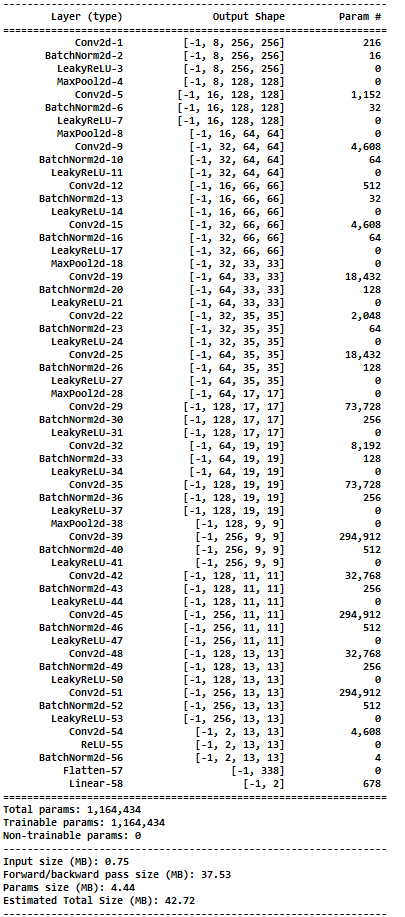 ----------------------------------------------------------------
Layer (type) Output Shape Param #
================================================================
Conv2d-1 [-1, 8, 256, 256] 216
BatchNorm2d-2 [-1, 8, 256, 256] 16
LeakyReLU-3 [-1, 8, 256, 256] 0
MaxPool2d-4 [-1, 8, 128, 128] 0
Conv2d-5 [-1, 16, 128, 128] 1,152
BatchNorm2d-6 [-1, 16, 128, 128] 32
LeakyReLU-7 [-1, 16, 128, 128] 0
MaxPool2d-8 [-1, 16, 64, 64] 0
Conv2d-9 [-1, 32, 64, 64] 4,608
BatchNorm2d-10 [-1, 32, 64, 64] 64
LeakyReLU-11 [-1, 32, 64, 64] 0
Conv2d-12 [-1, 16, 66, 66] 512
BatchNorm2d-13 [-1, 16, 66, 66] 32
LeakyReLU-14 [-1, 16, 66, 66] 0
Conv2d-15 [-1, 32, 66, 66] 4,608
BatchNorm2d-16 [-1, 32, 66, 66] 64
LeakyReLU-17 [-1, 32, 66, 66] 0
MaxPool2d-18 [-1, 32, 33, 33] 0
Conv2d-19 [-1, 64, 33, 33] 18,432
BatchNorm2d-20 [-1, 64, 33, 33] 128
LeakyReLU-21 [-1, 64, 33, 33] 0
Conv2d-22 [-1, 32, 35, 35] 2,048
BatchNorm2d-23 [-1, 32, 35, 35] 64
LeakyReLU-24 [-1, 32, 35, 35] 0
Conv2d-25 [-1, 64, 35, 35] 18,432
BatchNorm2d-26 [-1, 64, 35, 35] 128
LeakyReLU-27 [-1, 64, 35, 35] 0
MaxPool2d-28 [-1, 64, 17, 17] 0
Conv2d-29 [-1, 128, 17, 17] 73,728
BatchNorm2d-30 [-1, 128, 17, 17] 256
LeakyReLU-31 [-1, 128, 17, 17] 0
Conv2d-32 [-1, 64, 19, 19] 8,192
BatchNorm2d-33 [-1, 64, 19, 19] 128
LeakyReLU-34 [-1, 64, 19, 19] 0
Conv2d-35 [-1, 128, 19, 19] 73,728
BatchNorm2d-36 [-1, 128, 19, 19] 256
LeakyReLU-37 [-1, 128, 19, 19] 0
MaxPool2d-38 [-1, 128, 9, 9] 0
Conv2d-39 [-1, 256, 9, 9] 294,912
BatchNorm2d-40 [-1, 256, 9, 9] 512
LeakyReLU-41 [-1, 256, 9, 9] 0
Conv2d-42 [-1, 128, 11, 11] 32,768
BatchNorm2d-43 [-1, 128, 11, 11] 256
LeakyReLU-44 [-1, 128, 11, 11] 0
Conv2d-45 [-1, 256, 11, 11] 294,912
BatchNorm2d-46 [-1, 256, 11, 11] 512
LeakyReLU-47 [-1, 256, 11, 11] 0
Conv2d-48 [-1, 128, 13, 13] 32,768
BatchNorm2d-49 [-1, 128, 13, 13] 256
LeakyReLU-50 [-1, 128, 13, 13] 0
Conv2d-51 [-1, 256, 13, 13] 294,912
BatchNorm2d-52 [-1, 256, 13, 13] 512
LeakyReLU-53 [-1, 256, 13, 13] 0
Conv2d-54 [-1, 2, 13, 13] 4,608
ReLU-55 [-1, 2, 13, 13] 0
BatchNorm2d-56 [-1, 2, 13, 13] 4
Flatten-57 [-1, 338] 0
Linear-58 [-1, 2] 678
================================================================
Total params: 1,164,434
Trainable params: 1,164,434
Non-trainable params: 0
----------------------------------------------------------------
Input size (MB): 0.75
Forward/backward pass size (MB): 37.53
Params size (MB): 4.44
Estimated Total Size (MB): 42.72
----------------------------------------------------------------